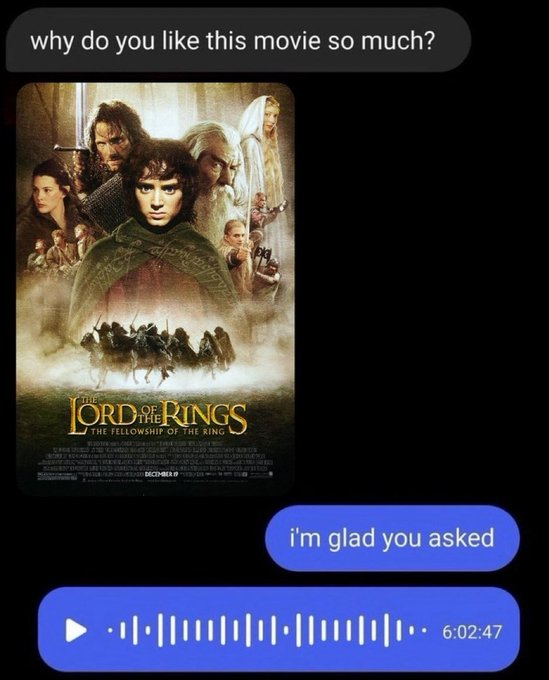 why do you like this movie so much?
THE
LORD OF THE RINGS
THE FELLOWSHIP OF THE RING
DECEMBER 19
i'm glad you asked
6:02:47